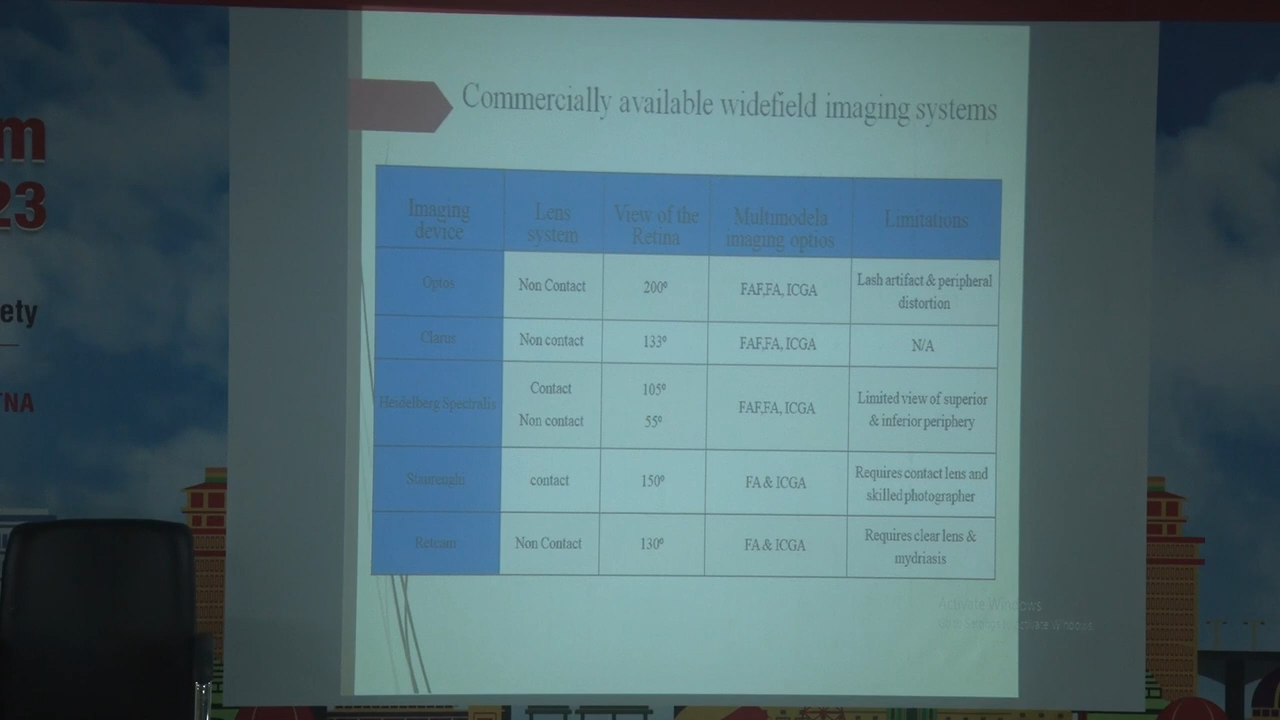 m
23
ety
TNA
Commercially available widefield imaging systems
Imaging device
Lens system
View of the Retina
Multimodela imaging optios
Limitations
Optos
Non Contact
200º
FAF,FA, ICGA
Lash artifact & peripheral distortion
Clarus
Non contact
133º
FAF,FA, ICGA
N/A
Heidelberg Spectralis
Contact
Non contact
105º
55º
FAF,FA, ICGA
Limited view of superior & inferior periphery
Staurenghi
contact
150º
FA & ICGA
Requires contact lens and skilled photographer
Retcam
Non Contact
130º
FA & ICGA
Requires clear lens & mydriasis
Activate Windows